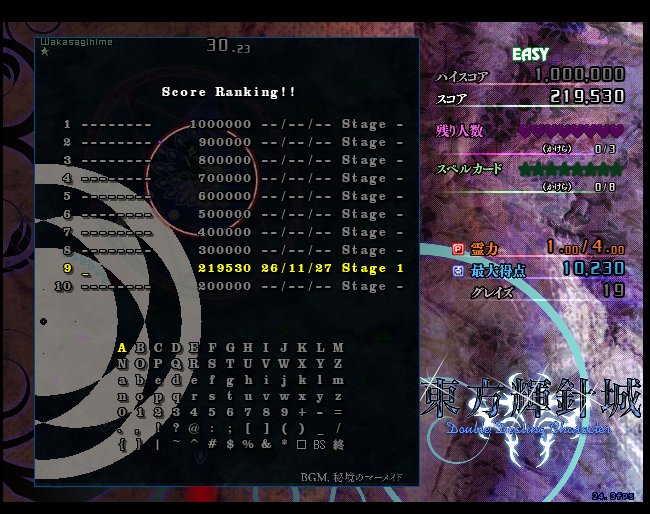 Wakasagihime
30.23
Score Ranking!!
1 -------- 1000000 --/--/-- Stage -
2 -------- 900000 --/--/-- Stage -
3 -------- 800000 --/--/-- Stage -
4 -------- 700000 --/--/-- Stage -
5 -------- 600000 --/--/-- Stage -
6 -------- 500000 --/--/-- Stage -
7 -------- 400000 --/--/-- Stage -
8 -------- 300000 --/--/-- Stage -
9 _ 219530 26/11/27 Stage 1
10 -------- 200000 --/--/-- Stage -
A B C D E F G H I J K L M
N O P Q R S T U V W X Y Z
a b c d e f g h i j k l m
n o p q r s t u v w x y z
0 1 2 3 4 5 6 7 8 9 + - =
. , ! ? @ : ; [ ] ( ) _ /
{ } | ~ ^ # $ % & * □ BS 終
BGM. 秘境のマーメイド
EASY
ハイスコア 1,000,000
スコア 219,530
残り人数
(かけら) 0/3
スペルカード
(かけら) 0/8
P 霊力 1.00/4.00
最大得点 10,230
グレイズ 19
東方輝針城
Double Dealing Character
24.3fps